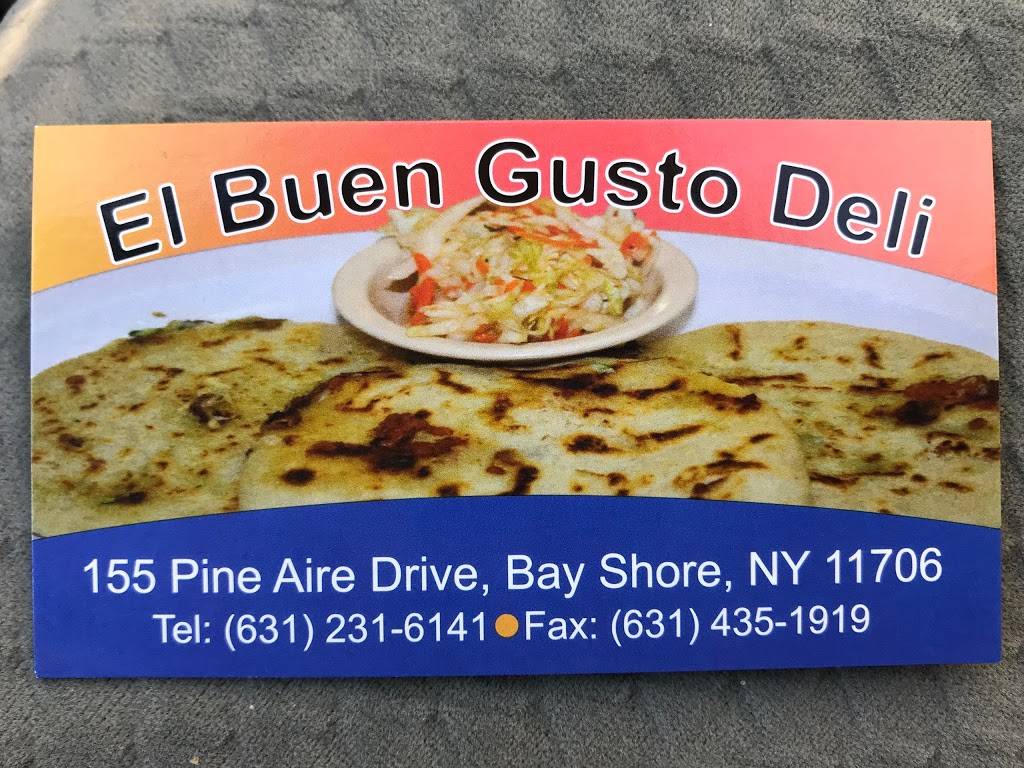 El Buen Gusto Deli
155 Pine Aire Drive, Bay Shore, NY 11706
Tel: (631) 231-6141 ● Fax: (631) 435-1919